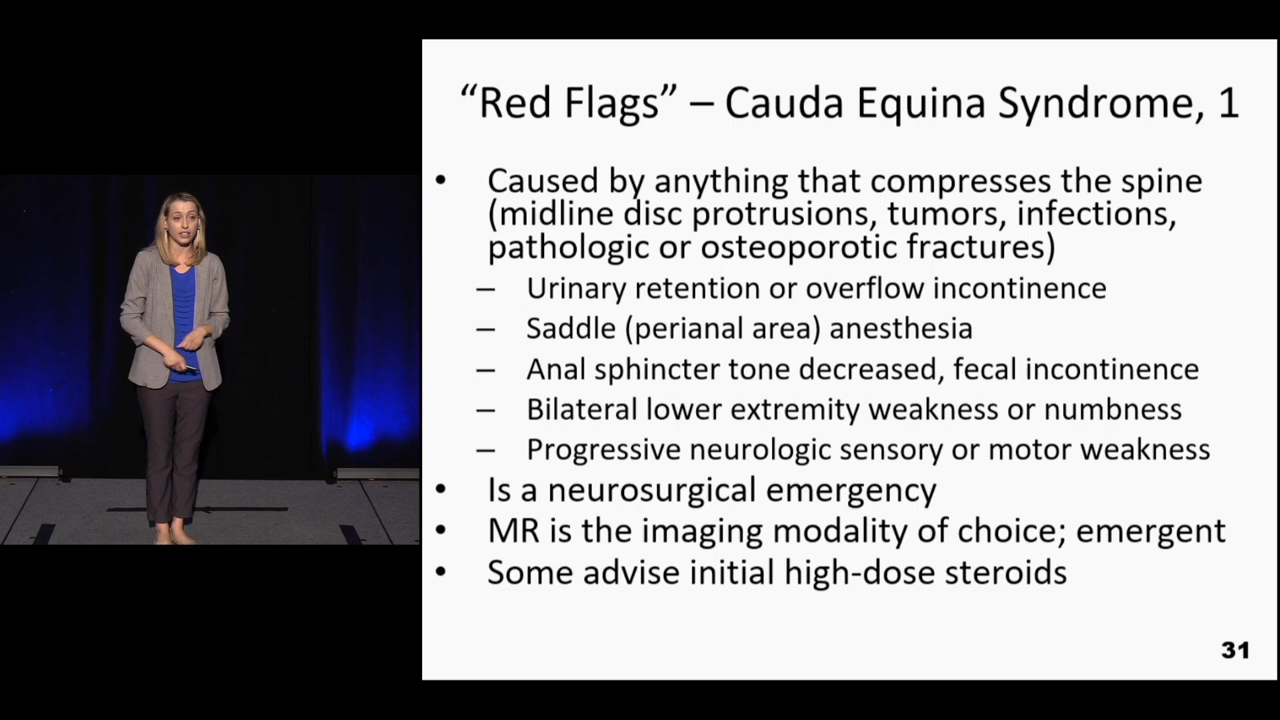 “Red Flags” – Cauda Equina Syndrome, 1
• Caused by anything that compresses the spine
(midline disc protrusions, tumors, infections,
pathologic or osteoporotic fractures)
– Urinary retention or overflow incontinence
– Saddle (perianal area) anesthesia
– Anal sphincter tone decreased, fecal incontinence
– Bilateral lower extremity weakness or numbness
– Progressive neurologic sensory or motor weakness
• Is a neurosurgical emergency
• MR is the imaging modality of choice; emergent
• Some advise initial high-dose steroids
31